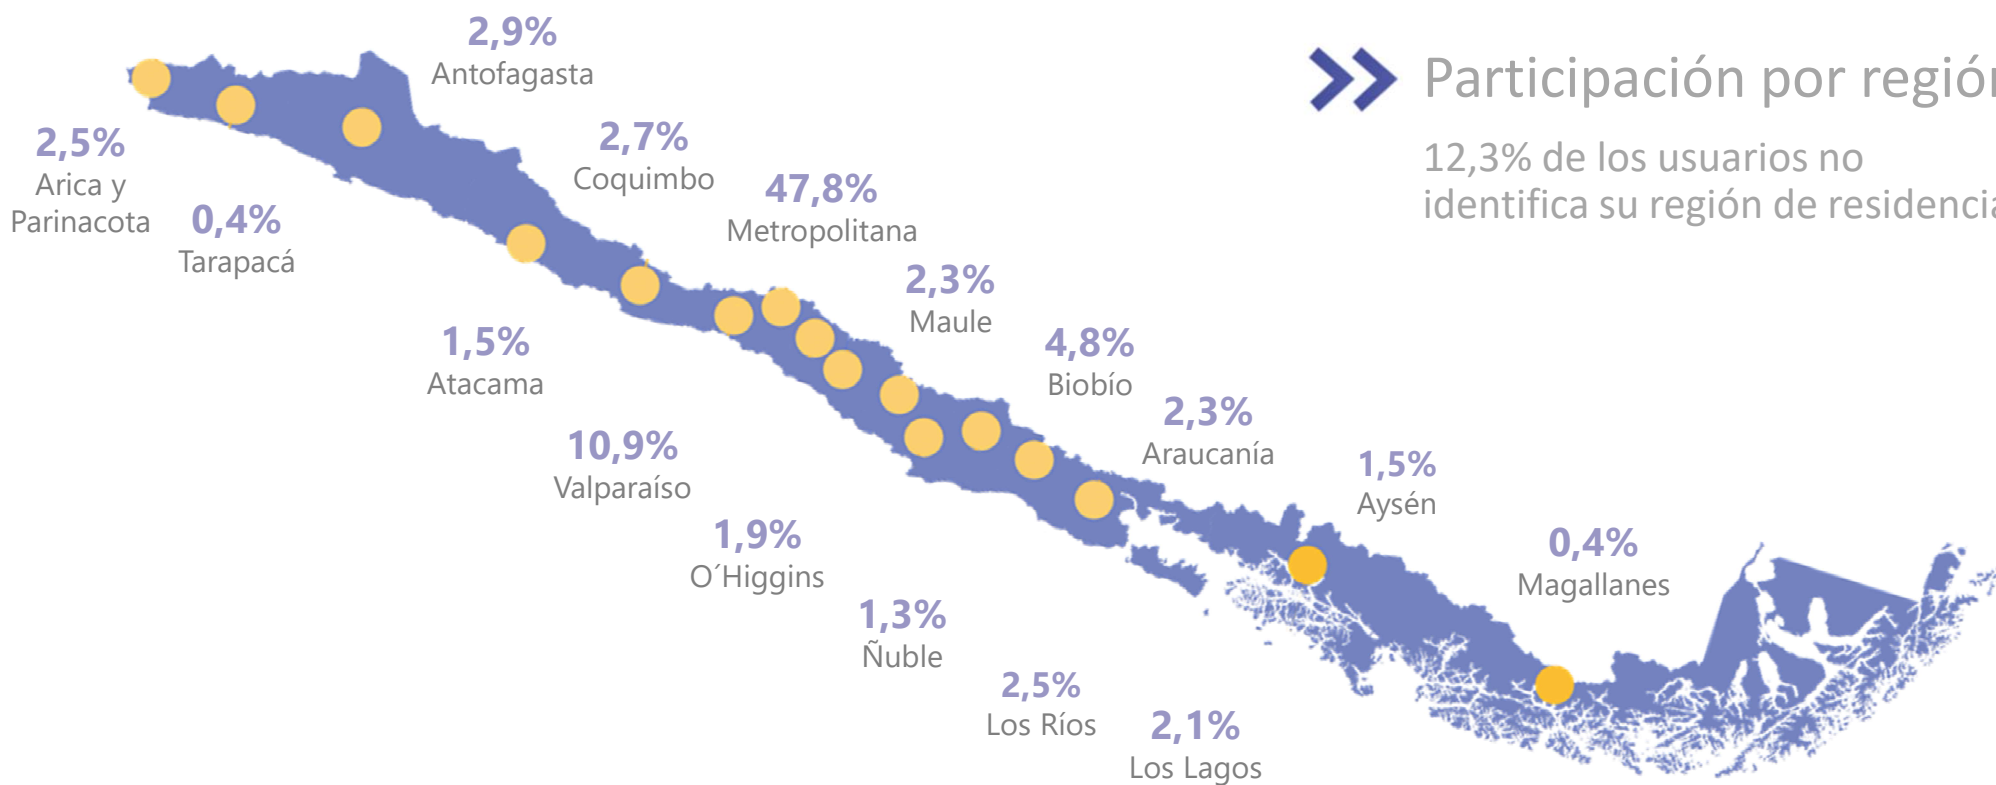 Participación por región
12,3% de los usuarios no
identifica su región de residencia
2,5%
Arica y
Parinacota
0,4%
Tarapacá
2,9%
Antofagasta
1,5%
Atacama
2,7%
Coquimbo
10,9%
Valparaíso
47,8%
Metropolitana
1,9%
O´Higgins
2,3%
Maule
1,3%
Ñuble
4,8%
Biobío
2,3%
Araucanía
2,5%
Los Ríos
2,1%
Los Lagos
1,5%
Aysén
0,4%
Magallanes